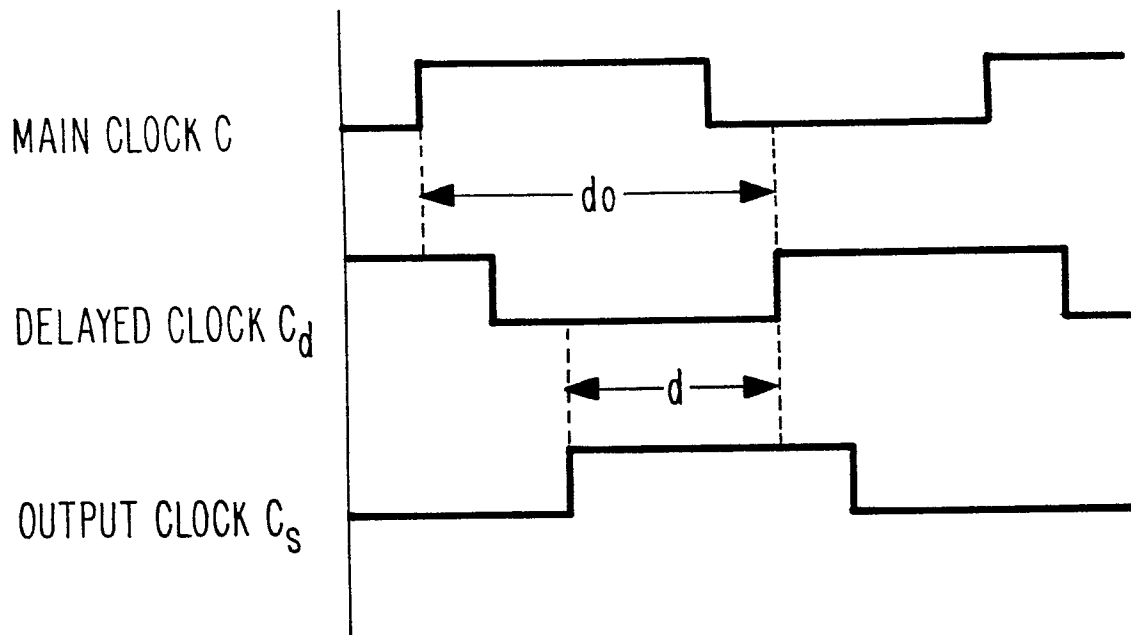 MAIN CLOCK C
do
DELAYED CLOCK Cd
d
OUTPUT CLOCK Cs